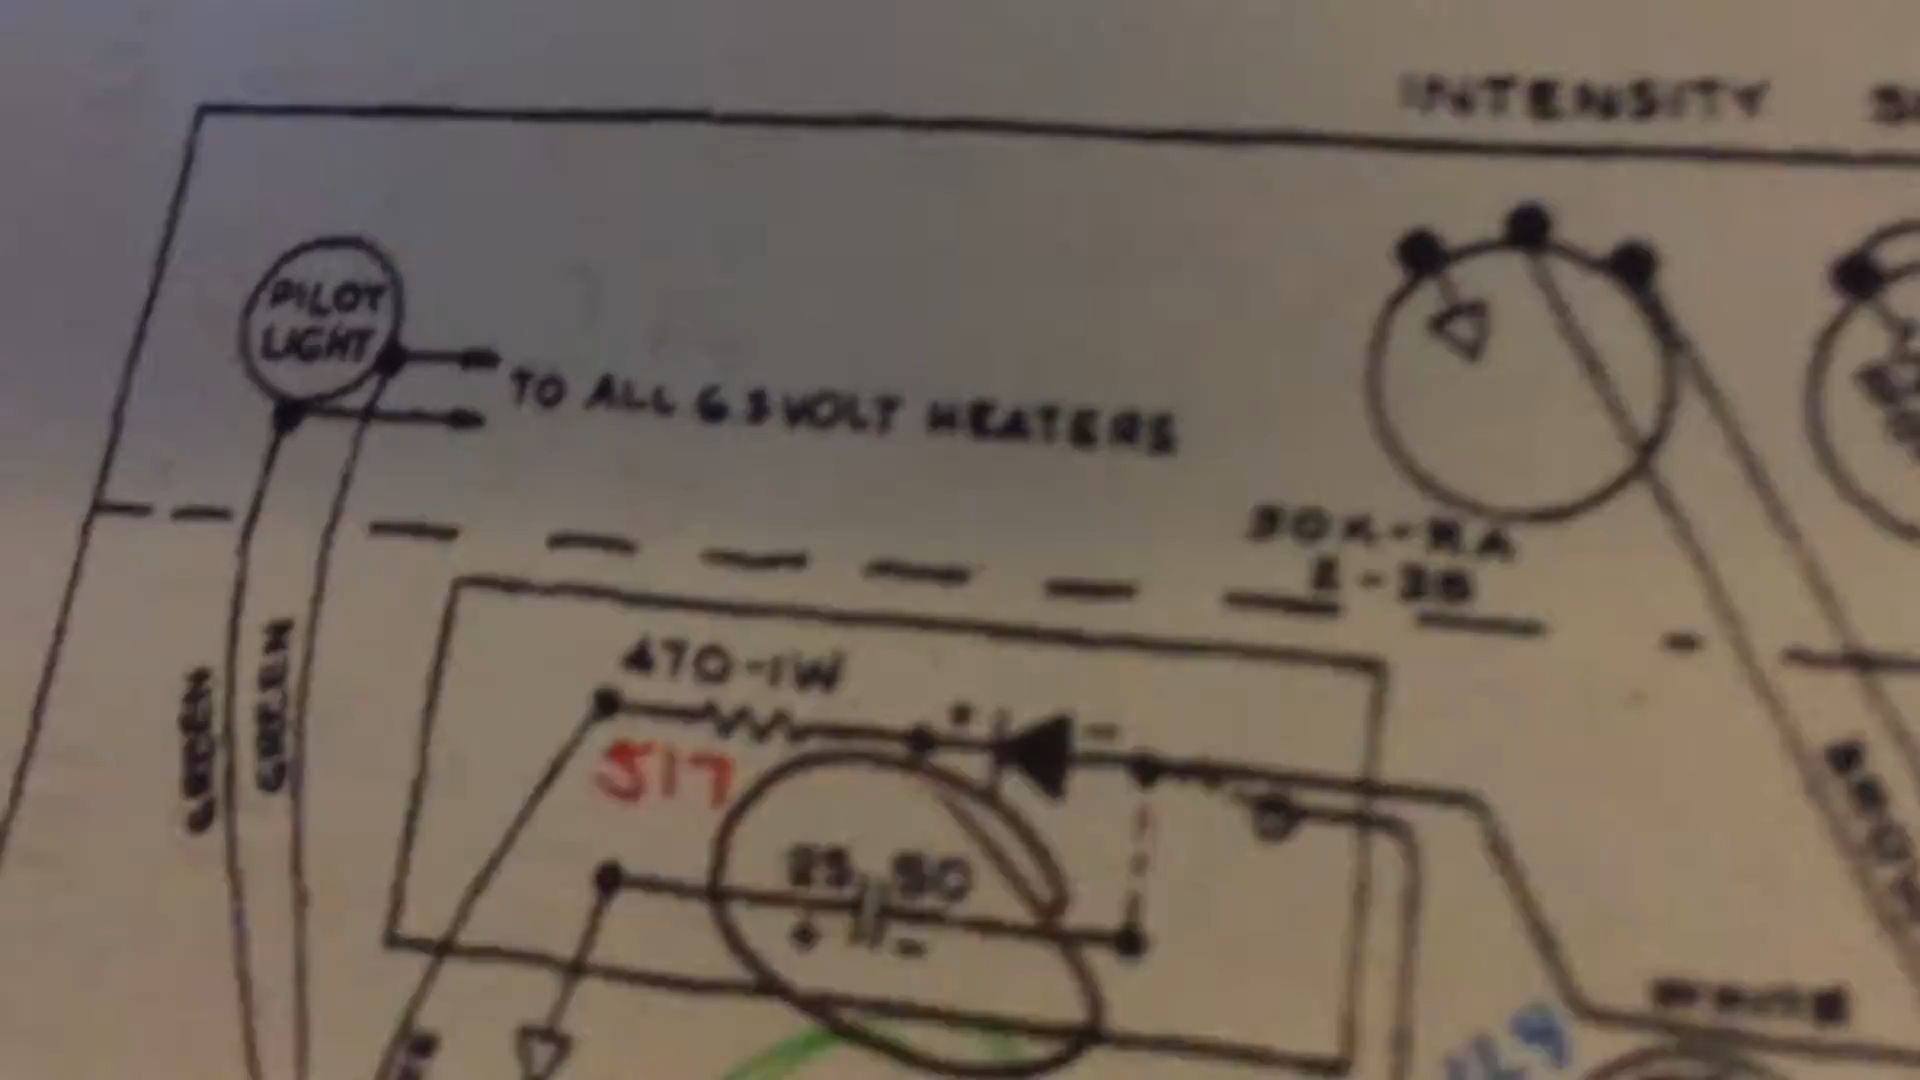 INTENSITY
PILOT
LIGHT
TO ALL 6.3 VOLT HEATERS
50K-RA
470-1W
+ -
517
25 50
+ -
GREEN
GREEN
WHITE